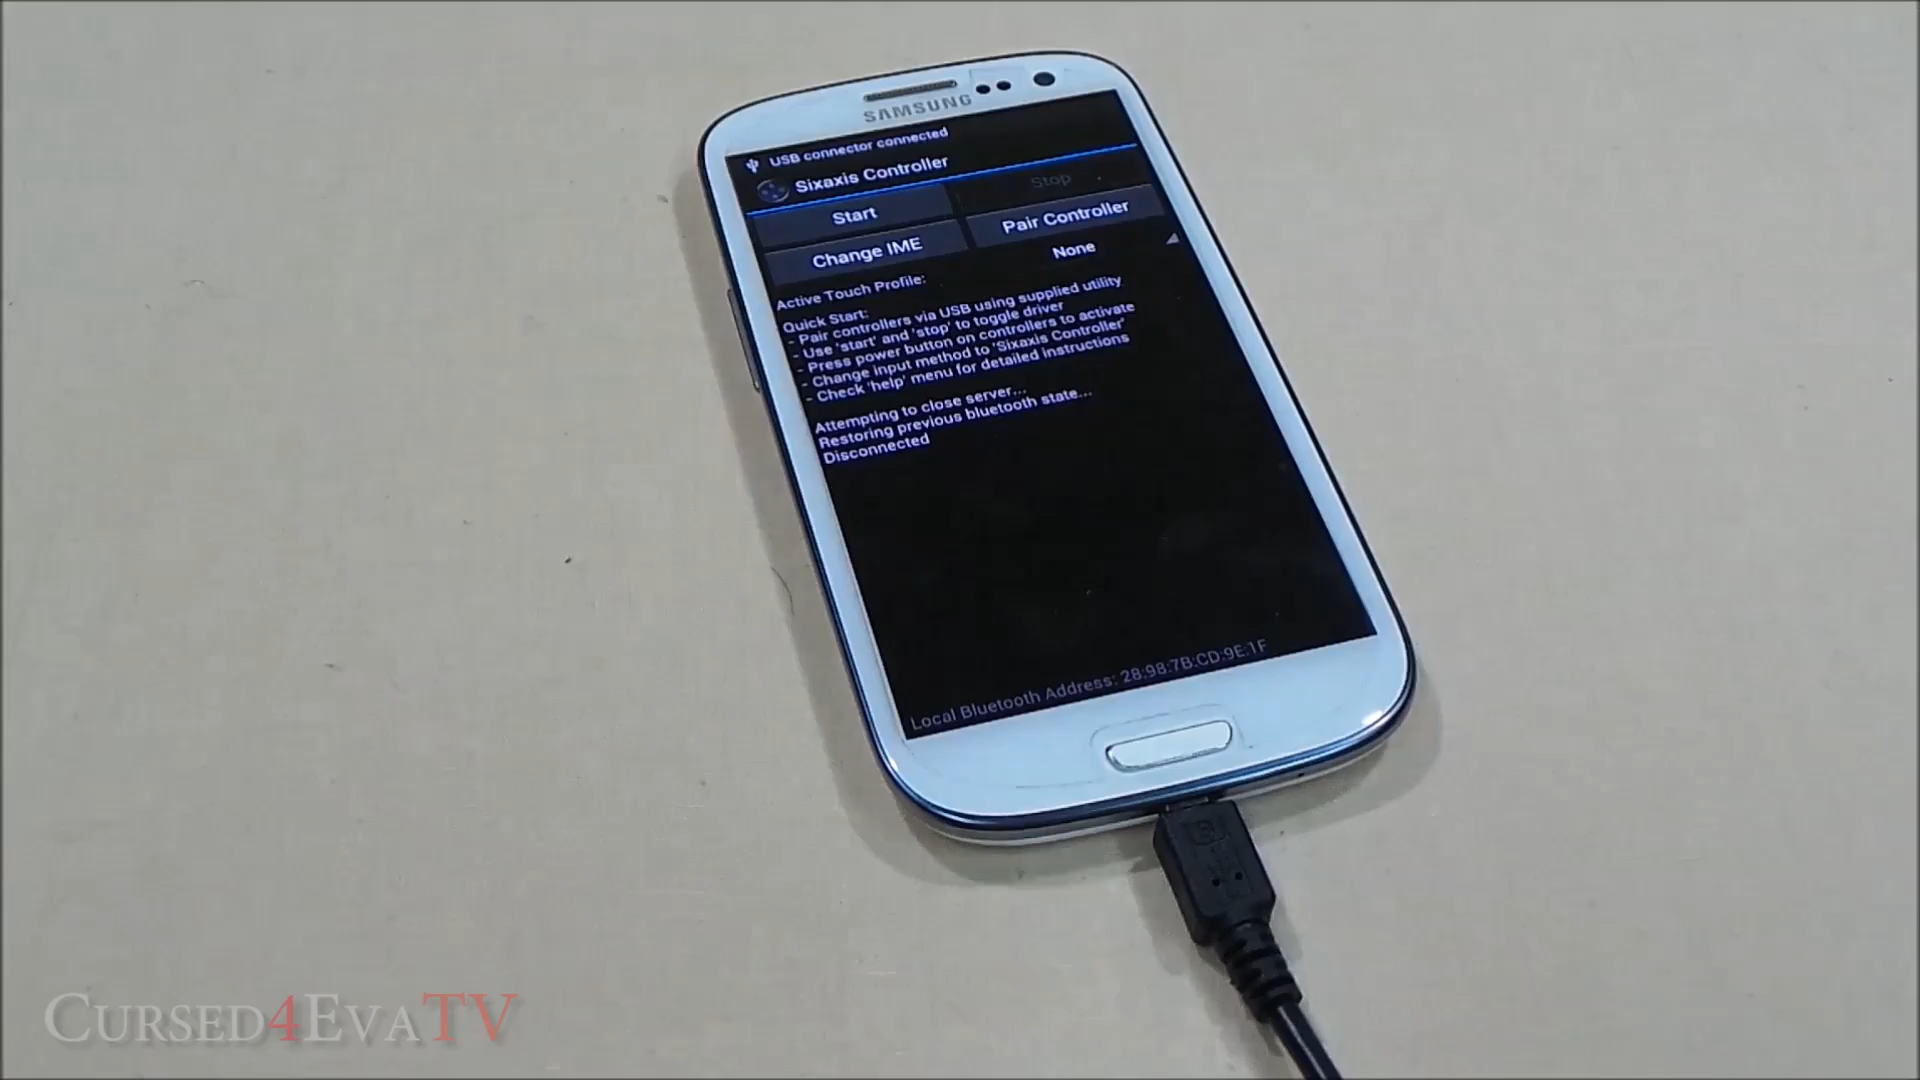 SAMSUNG
USB connector connected
Sixaxis Controller
Start
Stop
Change IME
Pair Controller
Active Touch Profile:
None
Quick Start:
- Pair controllers via USB using supplied utility
- Use 'start' and 'stop' to toggle driver
- Press power button on controllers to activate
- Change input method to 'Sixaxis Controller'
- Check 'help' menu for detailed instructions
Attempting to close server...
Restoring previous bluetooth state...
Disconnected
Local Bluetooth Address: 28:98:7B:CD:9E:1F
CURSED4EVATV